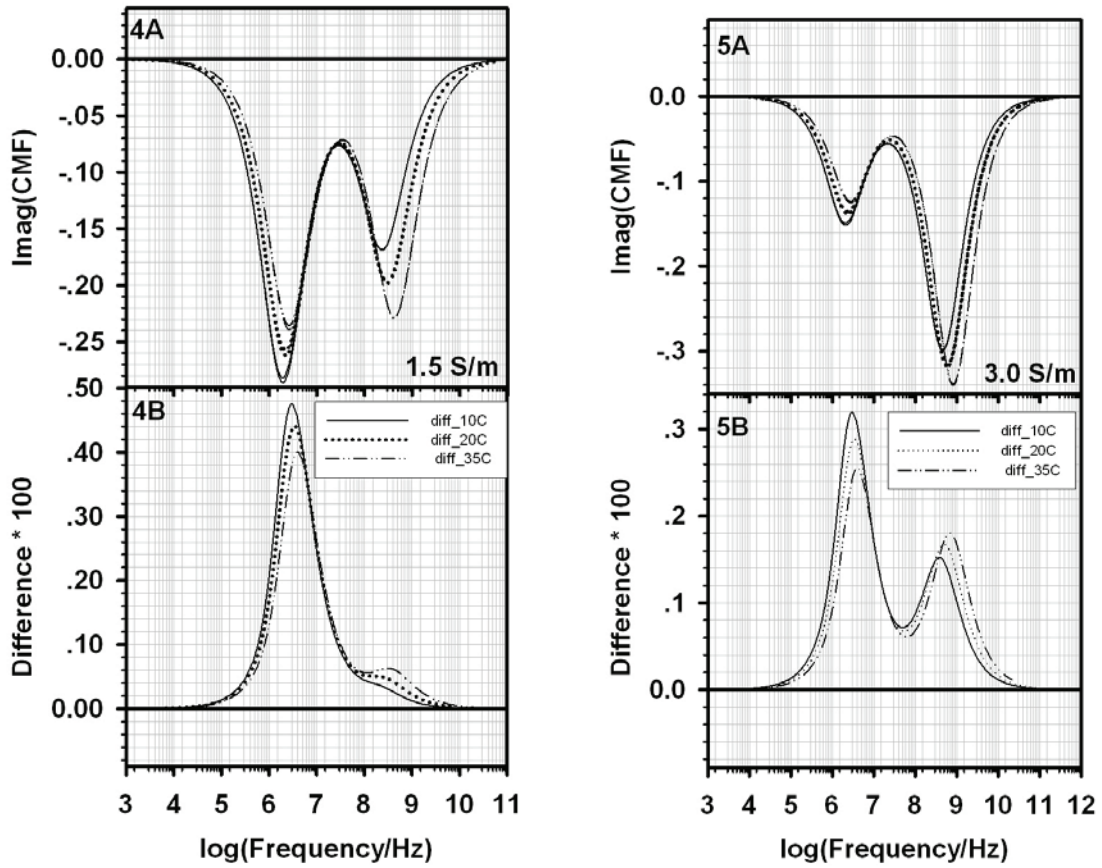 4A
0.00
-.05
-.10
-.15
-.20
-.25
Imag(CMF)
1.5 S/m
4B
.50
.40
.30
.20
.10
0.00
Difference * 100
diff_10C
diff_20C
diff_35C
3 4 5 6 7 8 9 10 11
log(Frequency/Hz)
5A
0.0
-.1
-.2
-.3
Imag(CMF)
3.0 S/m
5B
.3
.2
.1
0.0
Difference * 100
diff_10C
diff_20C
diff_35C
3 4 5 6 7 8 9 10 11 12
log(Frequency/Hz)